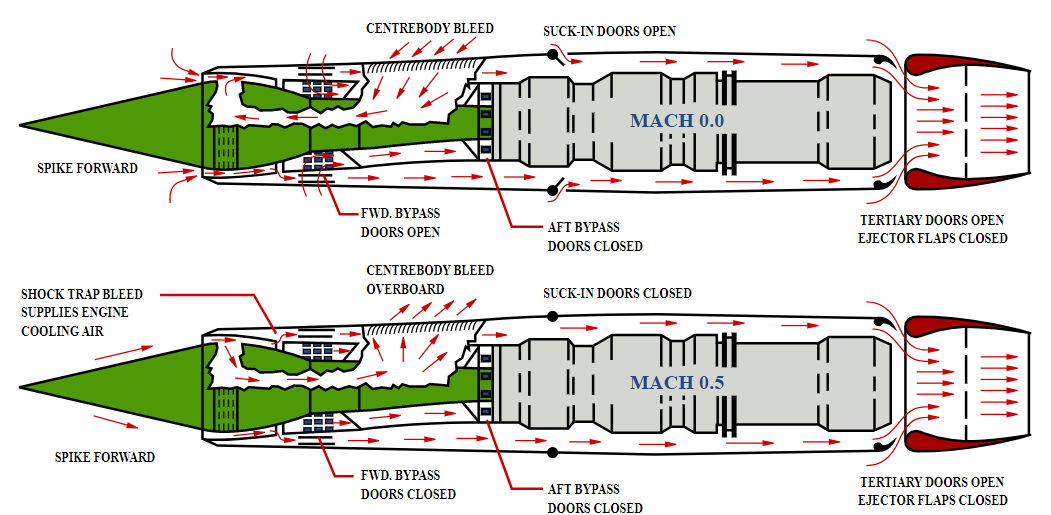 CENTREBODY BLEED
SUCK-IN DOORS OPEN
MACH 0.0
SPIKE FORWARD
FWD. BYPASS
DOORS OPEN
AFT BYPASS
DOORS CLOSED
TERTIARY DOORS OPEN
EJECTOR FLAPS CLOSED
CENTREBODY BLEED
OVERBOARD
SHOCK TRAP BLEED
SUPPLIES ENGINE
COOLING AIR
SUCK-IN DOORS CLOSED
MACH 0.5
SPIKE FORWARD
FWD. BYPASS
DOORS CLOSED
AFT BYPASS
DOORS CLOSED
TERTIARY DOORS OPEN
EJECTOR FLAPS CLOSED